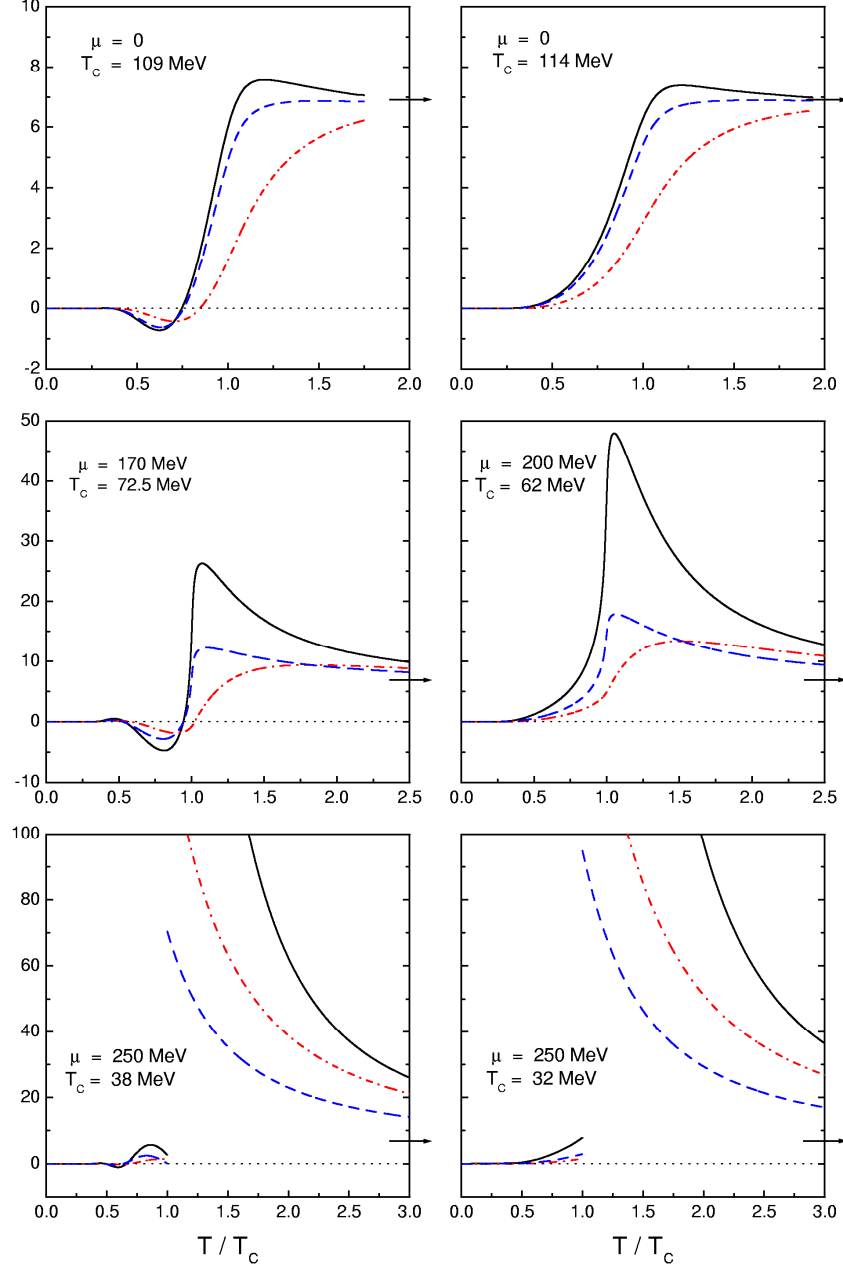 10
8
6
4
2
0
-2
μ = 0
T_C = 109 MeV
0.0 0.5 1.0 1.5 2.0
μ = 0
T_C = 114 MeV
0.0 0.5 1.0 1.5 2.0
50
40
30
20
10
0
-10
μ = 170 MeV
T_C = 72.5 MeV
0.0 0.5 1.0 1.5 2.0 2.5
μ = 200 MeV
T_C = 62 MeV
0.0 0.5 1.0 1.5 2.0 2.5
100
80
60
40
20
0
μ = 250 MeV
T_C = 38 MeV
0.0 0.5 1.0 1.5 2.0 2.5 3.0
T / T_C
μ = 250 MeV
T_C = 32 MeV
0.0 0.5 1.0 1.5 2.0 2.5 3.0
T / T_C